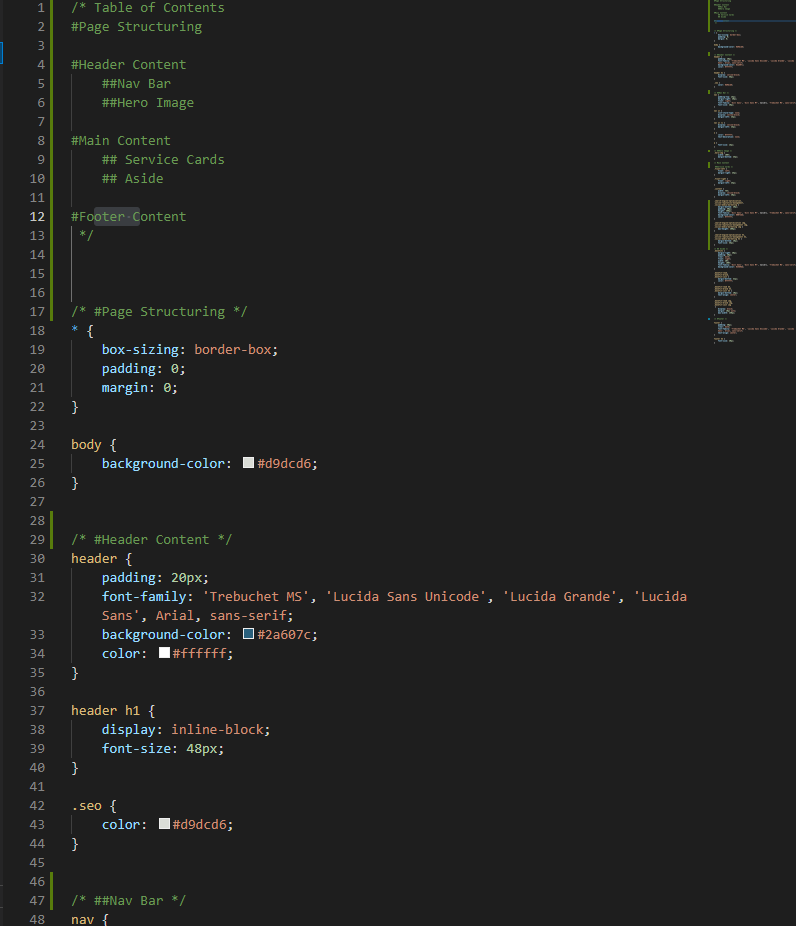 1 /* Table of Contents
2 #Page Structuring
3
4 #Header Content
5 ##Nav Bar
6 ##Hero Image
7
8 #Main Content
9 ## Service Cards
10 ## Aside
11
12 #Footer Content
13 */
14
15
16
17 /* #Page Structuring */
18 * {
19 box-sizing: border-box;
20 padding: 0;
21 margin: 0;
22 }
23
24 body {
25 background-color: #d9dcd6;
26 }
27
28
29 /* #Header Content */
30 header {
31 padding: 20px;
32 font-family: 'Trebuchet MS', 'Lucida Sans Unicode', 'Lucida Grande', 'Lucida
Sans', Arial, sans-serif;
33 background-color: #2a607c;
34 color: #ffffff;
35 }
36
37 header h1 {
38 display: inline-block;
39 font-size: 48px;
40 }
41
42 .seo {
43 color: #d9dcd6;
44 }
45
46
47 /* ##Nav Bar */
48 nav {